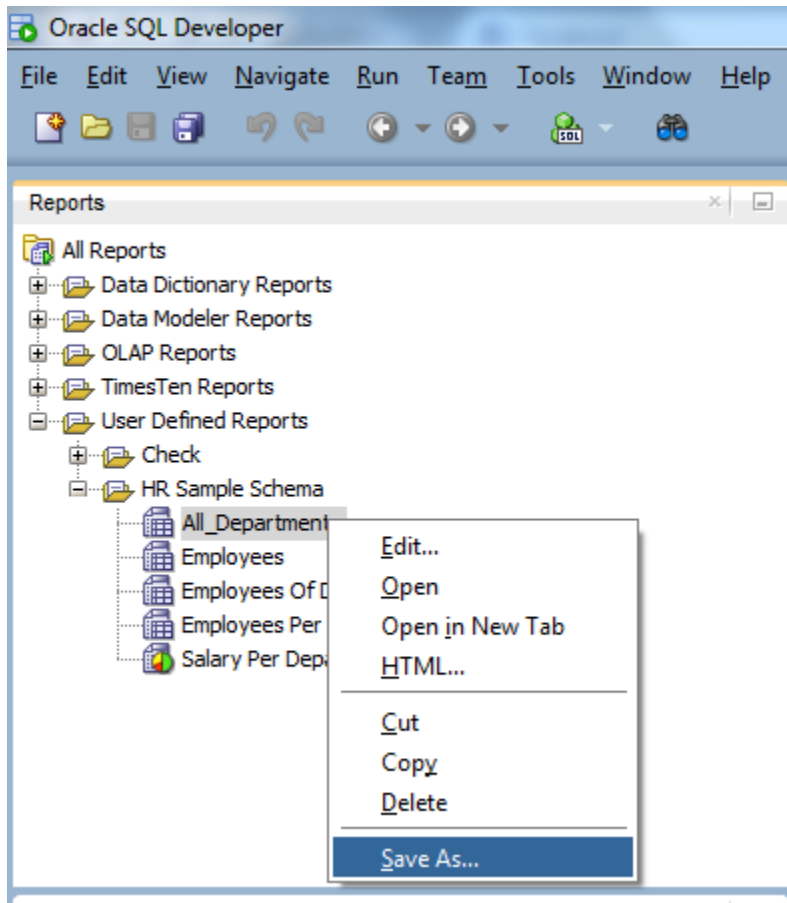 Oracle SQL Developer
File Edit View Navigate Run Team Tools Window Help
SQL
Reports
All Reports
Data Dictionary Reports
Data Modeler Reports
OLAP Reports
TimesTen Reports
User Defined Reports
Check
HR Sample Schema
All_Department
Employees
Employees Of
Employees Per
Salary Per
Edit...
Open
Open in New Tab
HTML...
Cut
Copy
Delete
Save As...